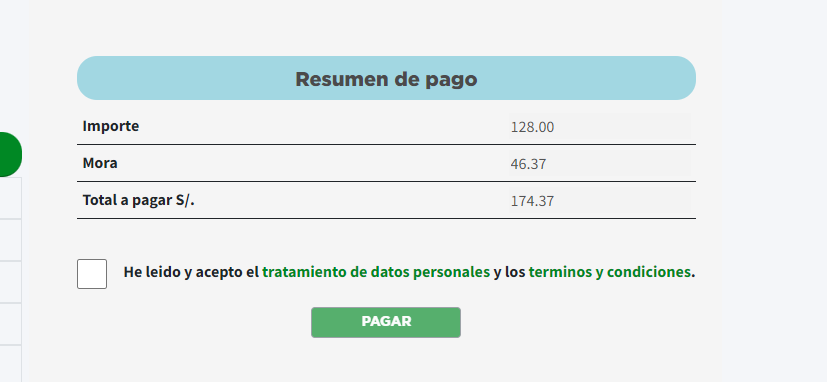 Resumen de pago
Importe 128.00
Mora 46.37
Total a pagar S/. 174.37
He leido y acepto el tratamiento de datos personales y los terminos y condiciones.
PAGAR